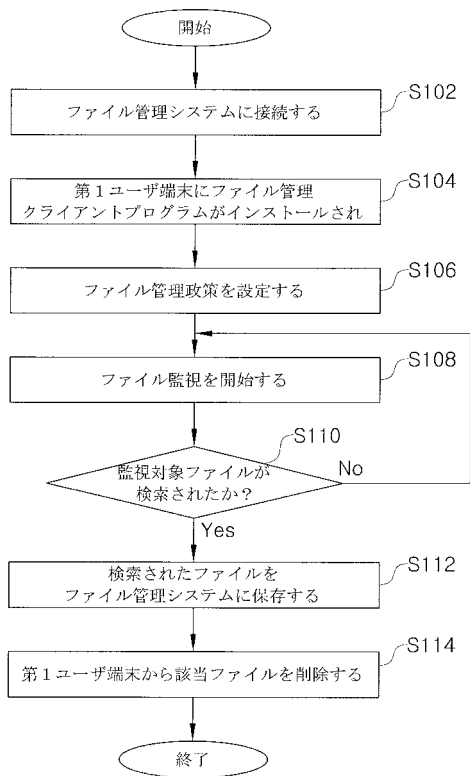 開始
ファイル管理システムに接続する
S102
第1ユーザ端末にファイル管理
クライアントプログラムがインストールされ
S104
ファイル管理政策を設定する
S106
ファイル監視を開始する
S108
監視対象ファイルが
検索されたか？
S110
No
Yes
検索されたファイルを
ファイル管理システムに保存する
S112
第1ユーザ端末から該当ファイルを削除する
S114
終了